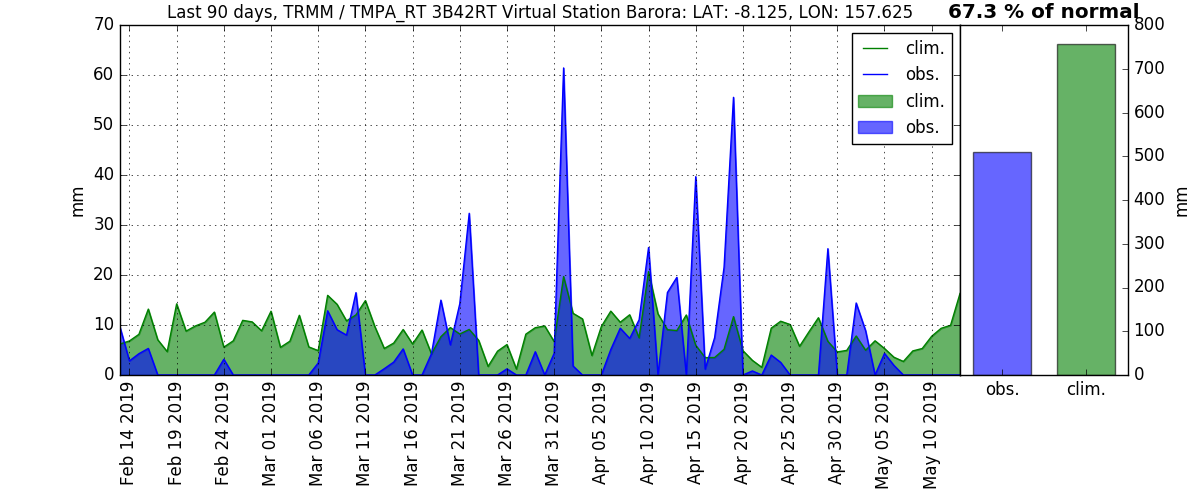 Last 90 days, TRMM / TMPA_RT 3B42RT Virtual Station Barora: LAT: -8.125, LON: 157.625
67.3 % of normal
70
60
50
40
30
20
10
0
mm
clim.
obs.
clim.
obs.
Feb 14 2019
Feb 19 2019
Feb 24 2019
Mar 01 2019
Mar 06 2019
Mar 11 2019
Mar 16 2019
Mar 21 2019
Mar 26 2019
Mar 31 2019
Apr 05 2019
Apr 10 2019
Apr 15 2019
Apr 20 2019
Apr 25 2019
Apr 30 2019
May 05 2019
May 10 2019
800
700
600
500
400
300
200
100
0
mm
obs.
clim.